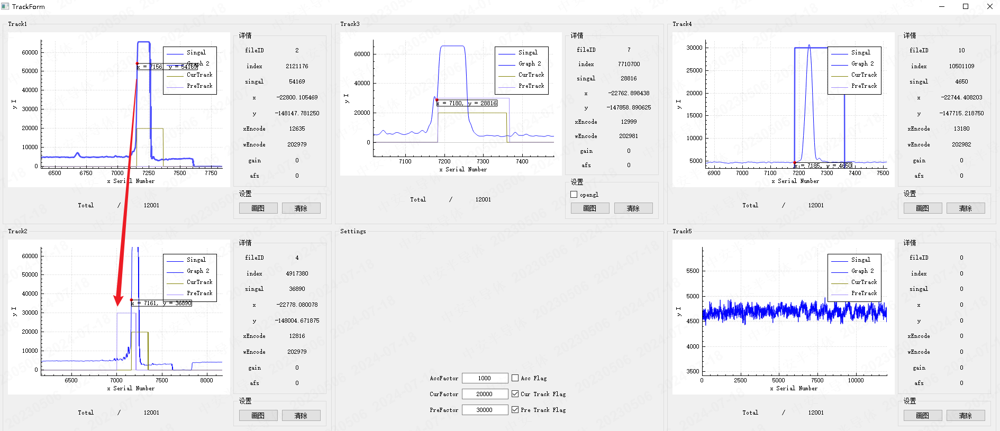 TrackForm
Track1
60000
50000
40000
30000
20000
10000
0
y I
6500
6750
7000
7250
7500
7750
x Serial Number
Singal
Graph 2
CurTrack
PreTrack
x = 7156, y = 54169
Total / 12001
详情
fileID 2
index 2121176
singal 54169
x -22800.105469
y -148147.781250
xEncode 12635
wEncode 202979
gain 0
afs 0
设置
画图 清除
Track3
60000
40000
20000
0
y I
7100
7200
7300
7400
x Serial Number
Singal
Graph 2
CurTrack
PreTrack
x = 7180, y = 28816
Total / 12001
详情
fileID 7
index 7710700
singal 28816
x -22762.898438
y -147858.890625
xEncode 12999
wEncode 202981
gain 0
afs 0
设置
opengl
画图 清除
Track4
30000
25000
20000
15000
10000
5000
y I
6900
7000
7100
7200
7300
7400
7500
x Serial Number
Singal
Graph 2
CurTrack
PreTrack
x = 7185, y = 4650
Total / 12001
详情
fileID 10
index 10501109
singal 4650
x -22744.408203
y -147715.218750
xEncode 13180
wEncode 202982
gain 0
afs 0
设置
画图 清除
Track2
60000
50000
40000
30000
20000
10000
0
y I
6500
7000
7500
8000
x Serial Number
Singal
Graph 2
CurTrack
PreTrack
x = 7161, y = 36890
Total / 12001
详情
fileID 4
index 4917380
singal 36890
x -22778.080078
y -148004.671875
xEncode 12816
wEncode 202979
gain 0
afs 0
设置
画图 清除
Settings
AccFactor 1000 Acc Flag
CurFactor 20000 Cur Track Flag
PreFactor 30000 Pre Track Flag
Track5
5500
5000
4500
4000
3500
y I
0
2500
5000
7500
10000
x Serial Number
Singal
Graph 2
CurTrack
PreTrack
Total / 12001
详情
fileID 0
index 0
singal 0
x 0
y 0
xEncode 0
wEncode 0
gain 0
afs 0
设置
画图 清除
中安半导体 20230506 2024-07-18